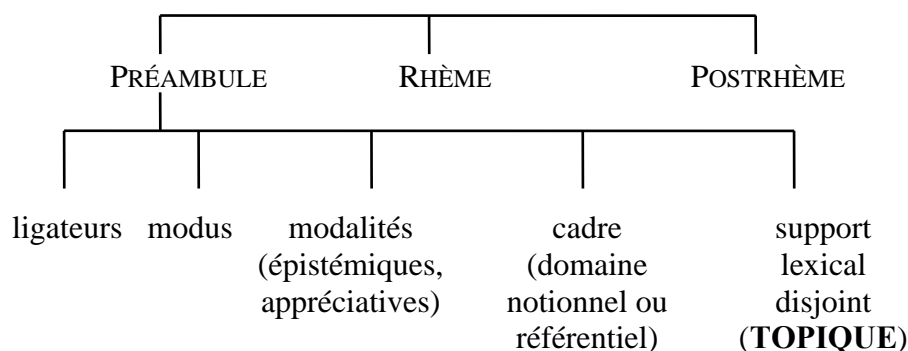 PRÉAMBULE RHÈME POSTRHÈME
ligateurs modus modalités cadre support
(épistémiques, (domaine lexical
appréciatives) notionnel ou disjoint
référentiel) (TOPIQUE)